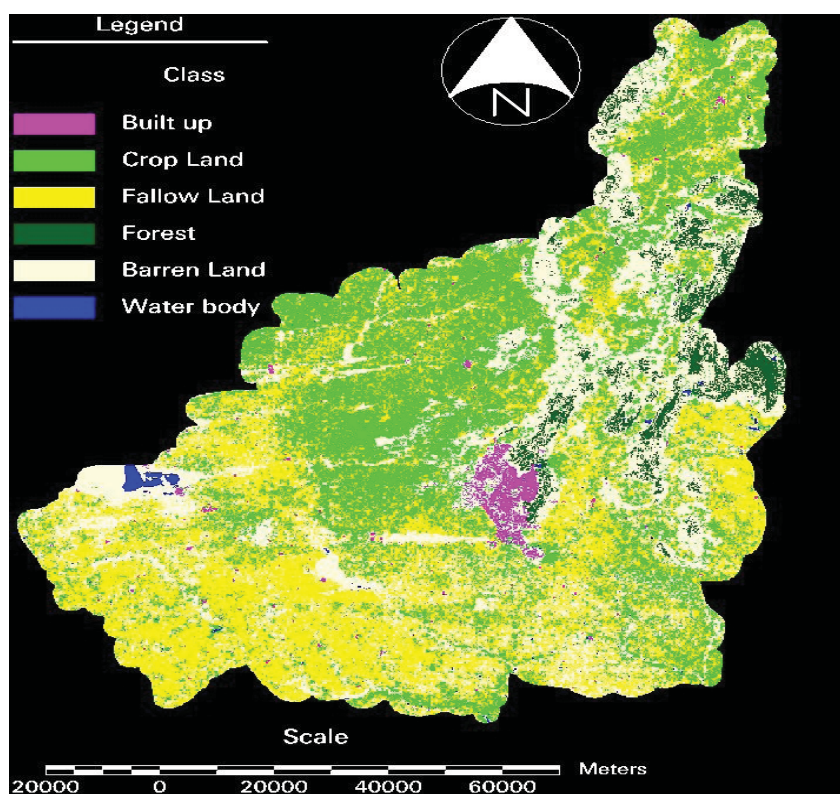 Legend
N
Class
Built up
Crop Land
Fallow Land
Forest
Barren Land
Water body
Scale
Meters
20000 0 20000 40000 60000